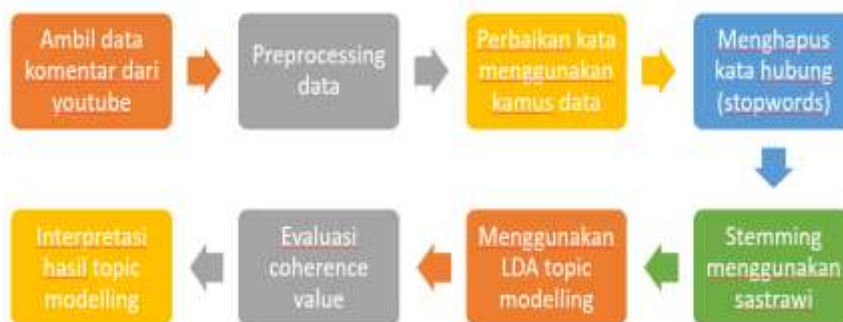 Ambil data
komentar dari
youtube
Preprocessing
data
Perbaikan kata
menggunakan
kamus data
Menghapus
kata hubung
(stopwords)
Stemming
menggunakan
sastrawi
Menggunakan
LDA topic
modelling
Evaluasi
coherence
value
Interpretasi
hasil topic
modelling